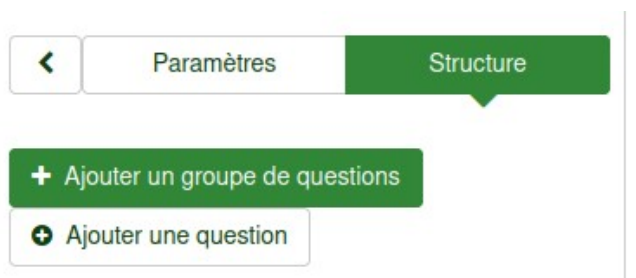 Paramètres Structure
Ajouter un groupe de questions
Ajouter une question